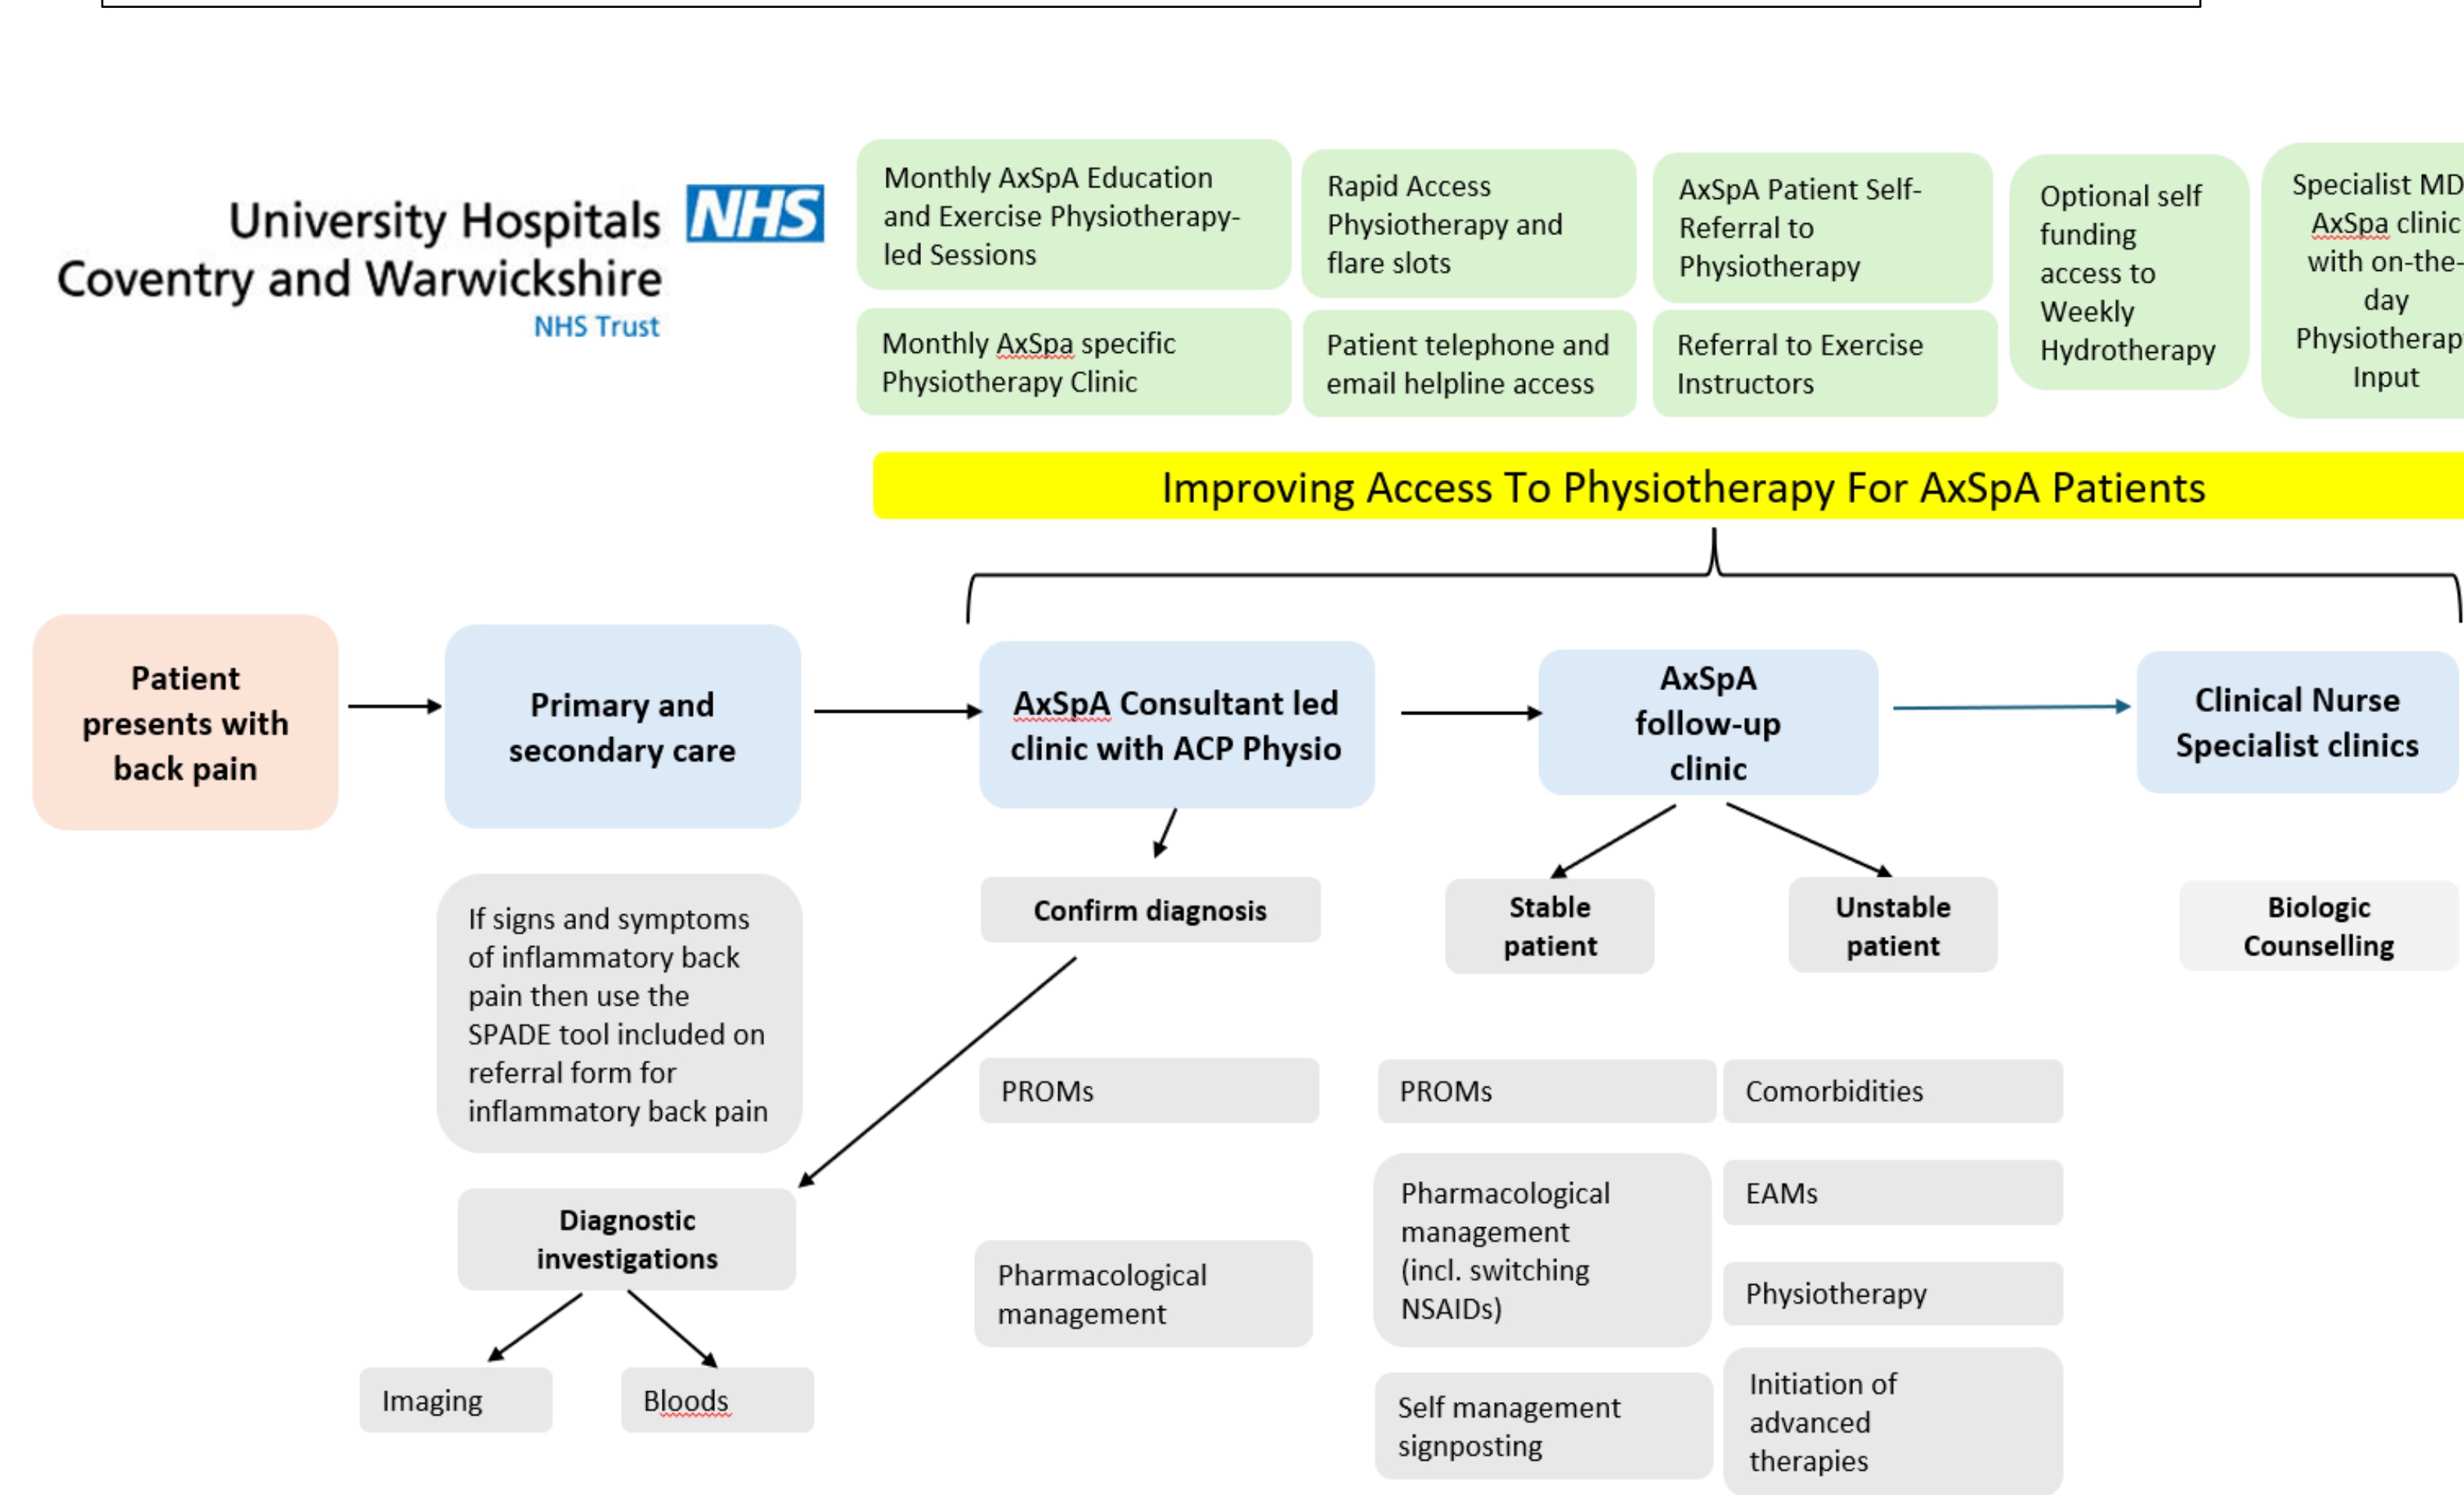 University Hospitals
Coventry and Warwickshire
NHS Trust
NHS
Monthly AxSpA Education
and Exercise Physiotherapy-
led Sessions
Rapid Access
Physiotherapy and
flare slots
AxSpA Patient Self-
Referral to
Physiotherapy
Optional self
funding
access to
Weekly
Hydrotherapy
Specialist MD
AxSpa clinic
with on-the-
day
Physiotherap
Input
Monthly AxSpa specific
Physiotherapy Clinic
Patient telephone and
email helpline access
Referral to Exercise
Instructors
Improving Access To Physiotherapy For AxSpA Patients
Patient
presents with
back pain
Primary and
secondary care
AxSpA Consultant led
clinic with ACP Physio
AxSpA
follow-up
clinic
Clinical Nurse
Specialist clinics
If signs and symptoms
of inflammatory back
pain then use the
SPADE tool included on
referral form for
inflammatory back pain
Confirm diagnosis
Stable
patient
Unstable
patient
Biologic
Counselling
Diagnostic
investigations
Imaging
Bloods
PROMs
Pharmacological
management
PROMs
Pharmacological
management
(incl. switching
NSAIDs)
Self management
signposting
Comorbidities
EAMs
Physiotherapy
Initiation of
advanced
therapies